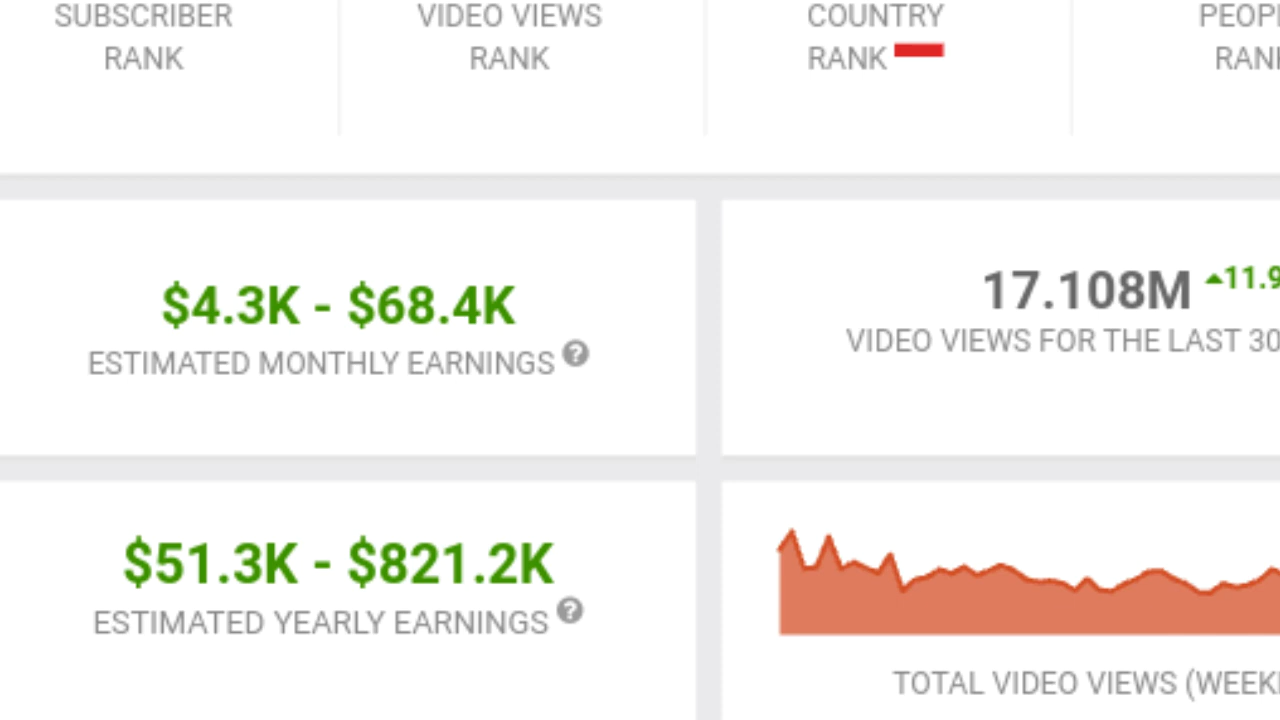 SUBSCRIBER
RANK
VIDEO VIEWS
RANK
COUNTRY
RANK
$4.3K - $68.4K
ESTIMATED MONTHLY EARNINGS
17.108M
VIDEO VIEWS FOR THE LAST 30
$51.3K - $821.2K
ESTIMATED YEARLY EARNINGS
TOTAL VIDEO VIEWS